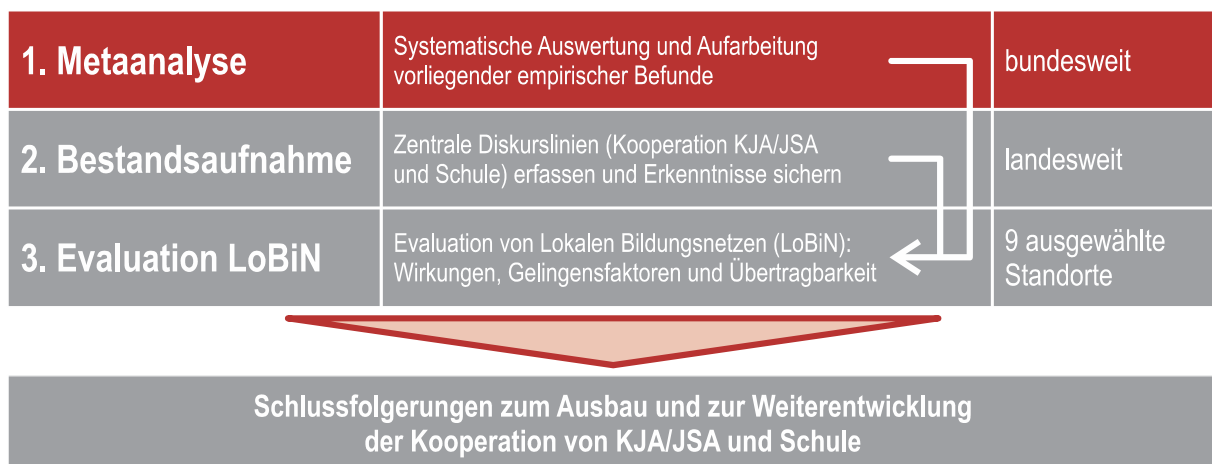 1. Metaanalyse
Systematische Auswertung und Aufarbeitung
vorliegender empirischer Befunde
bundesweit
2. Bestandsaufnahme
Zentrale Diskurslinien (Kooperation KJA/JSA
und Schule) erfassen und Erkenntnisse sichern
landesweit
3. Evaluation LoBiN
Evaluation von Lokalen Bildungsnetzen (LoBiN):
Wirkungen, Gelingensfaktoren und Übertragbarkeit
9 ausgewählte
Standorte
Schlussfolgerungen zum Ausbau und zur Weiterentwicklung
der Kooperation von KJA/JSA und Schule